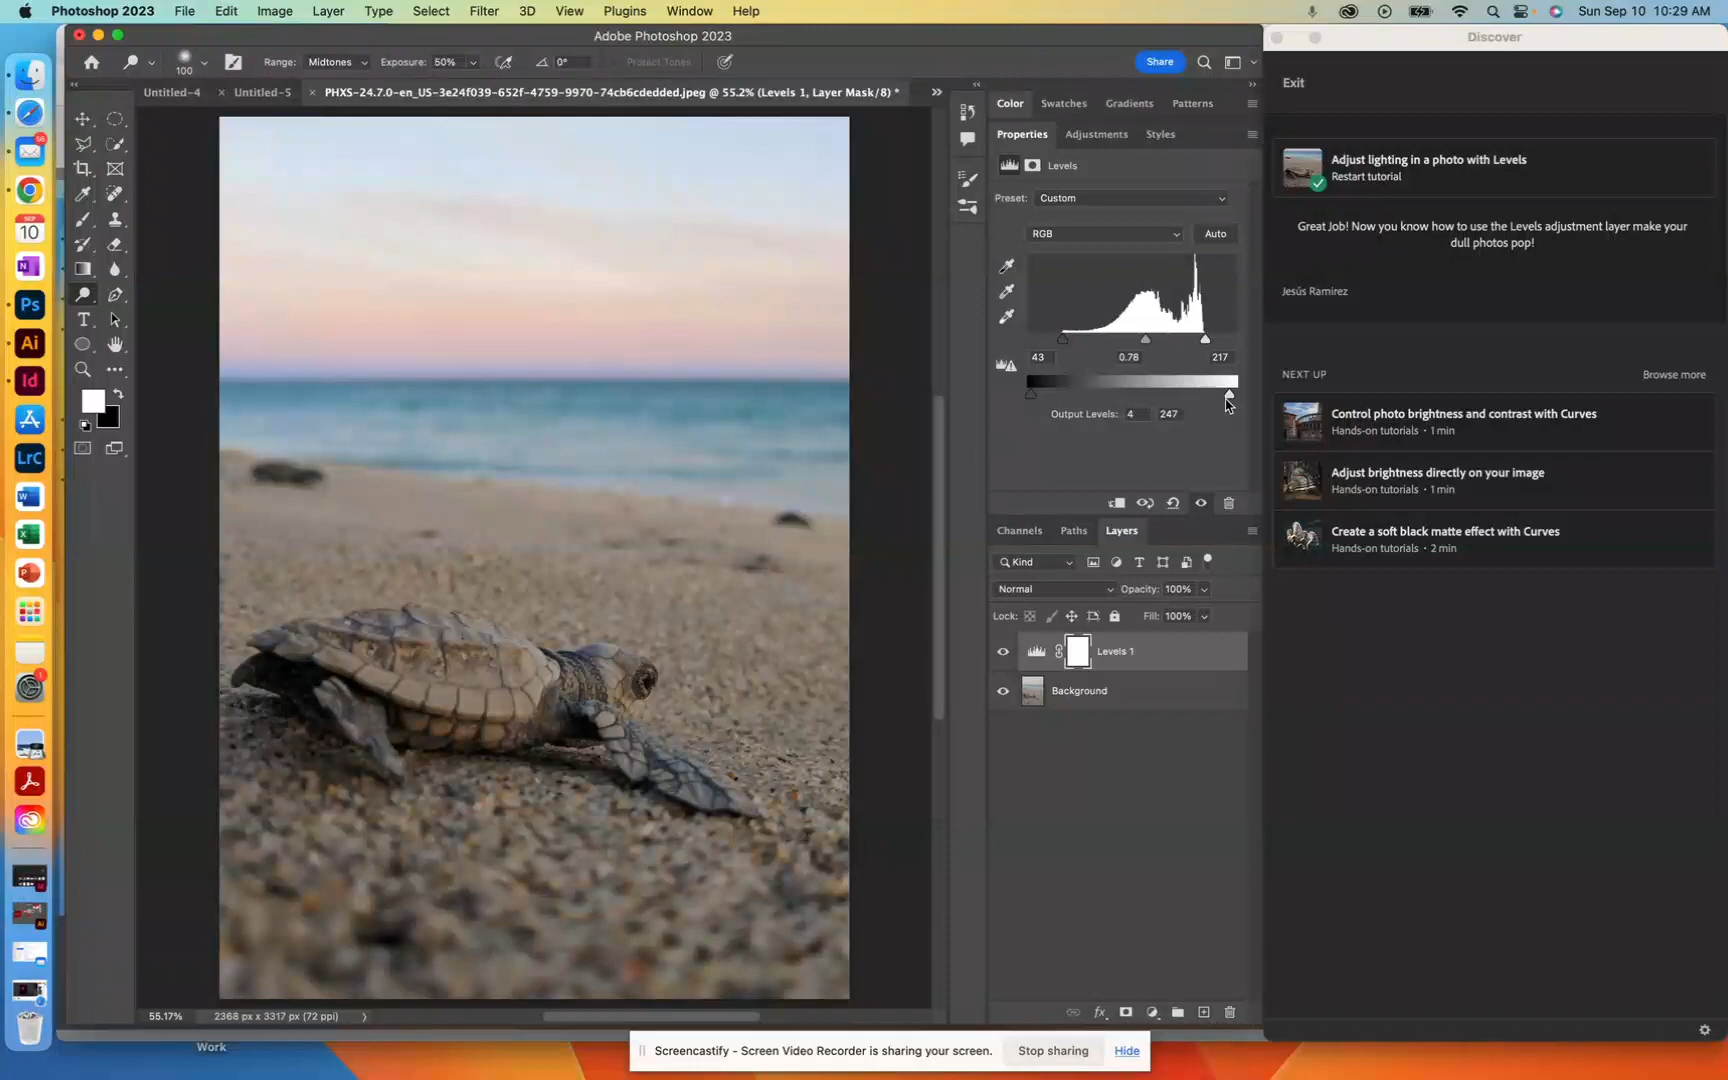 Photoshop 2023 File Edit Image Layer Type Select Filter 3D View Plugins Window Help Sun Sep 10 10:29 AM
Adobe Photoshop 2023
Discover
100 Range: Midtones Exposure: 50% 0° Protect Tones Share
Exit
Untitled-4 × Untitled-5 × PHXS-24.7.0-en_US-3e24f039-652f-4759-9970-74cb6cdedded.jpeg @ 55.2% (Levels 1, Layer Mask/8) *
Color Swatches Gradients Patterns
Properties Adjustments Styles
Levels
Preset: Custom
RGB Auto
43 0.78 217
Output Levels: 4 247
Channels Paths Layers
Kind
Normal Opacity: 100%
Lock: Fill: 100%
Levels 1
Background
Adjust lighting in a photo with Levels
Restart tutorial
Great Job! Now you know how to use the Levels adjustment layer make your
dull photos pop!
Jesús Ramirez
NEXT UP Browse more
Control photo brightness and contrast with Curves
Hands-on tutorials • 1 min
Adjust brightness directly on your image
Hands-on tutorials • 1 min
Create a soft black matte effect with Curves
Hands-on tutorials • 2 min
SEP
10
Ps
Ai
Id
LrC
55.17% 2368 px x 3317 px (72 ppi)
Work
Screencastify - Screen Video Recorder is sharing your screen. Stop sharing Hide